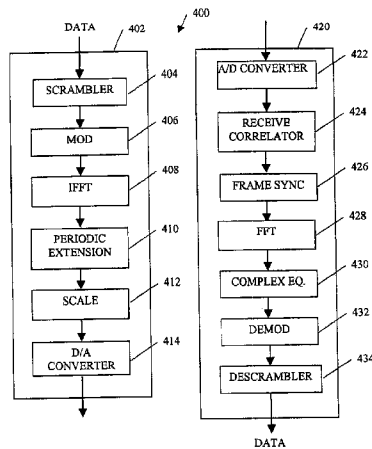 DATA
402
400
SCRAMBLER
404
MOD
406
IFFT
408
PERIODIC
EXTENSION
410
SCALE
412
D/A
CONVERTER
414
420
A/D CONVERTER
422
RECEIVE
CORRELATOR
424
FRAME SYNC
426
FFT
428
COMPLEX EQ.
430
DEMOD
432
DESCRAMBLER
434
DATA